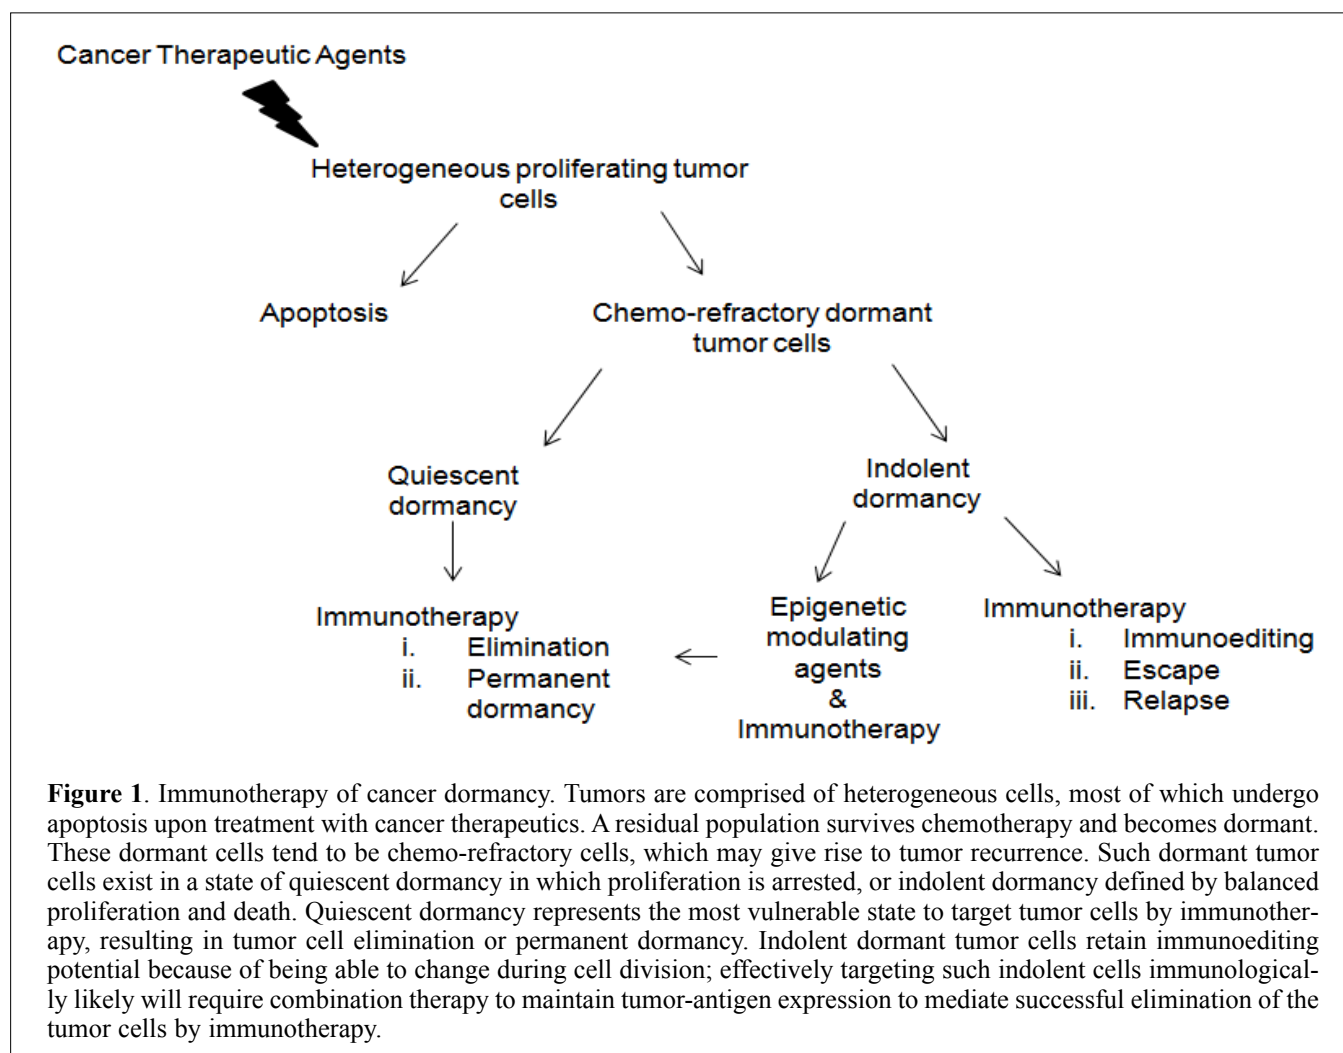 Cancer Therapeutic Agents
Heterogeneous proliferating tumor
cells
Apoptosis
Chemo-refractory dormant
tumor cells
Quiescent
dormancy
Indolent
dormancy
Immunotherapy
i. Elimination
ii. Permanent
dormancy
Epigenetic
modulating
agents
&
Immunotherapy
Immunotherapy
i. Immunoediting
ii. Escape
iii. Relapse
Figure 1. Immunotherapy of cancer dormancy. Tumors are comprised of heterogeneous cells, most of which undergo
apoptosis upon treatment with cancer therapeutics. A residual population survives chemotherapy and becomes dormant.
These dormant cells tend to be chemo-refractory cells, which may give rise to tumor recurrence. Such dormant tumor
cells exist in a state of quiescent dormancy in which proliferation is arrested, or indolent dormancy defined by balanced
proliferation and death. Quiescent dormancy represents the most vulnerable state to target tumor cells by immunother-
apy, resulting in tumor cell elimination or permanent dormancy. Indolent dormant tumor cells retain immunoediting
potential because of being able to change during cell division; effectively targeting such indolent cells immunological-
ly likely will require combination therapy to maintain tumor-antigen expression to mediate successful elimination of the
tumor cells by immunotherapy.